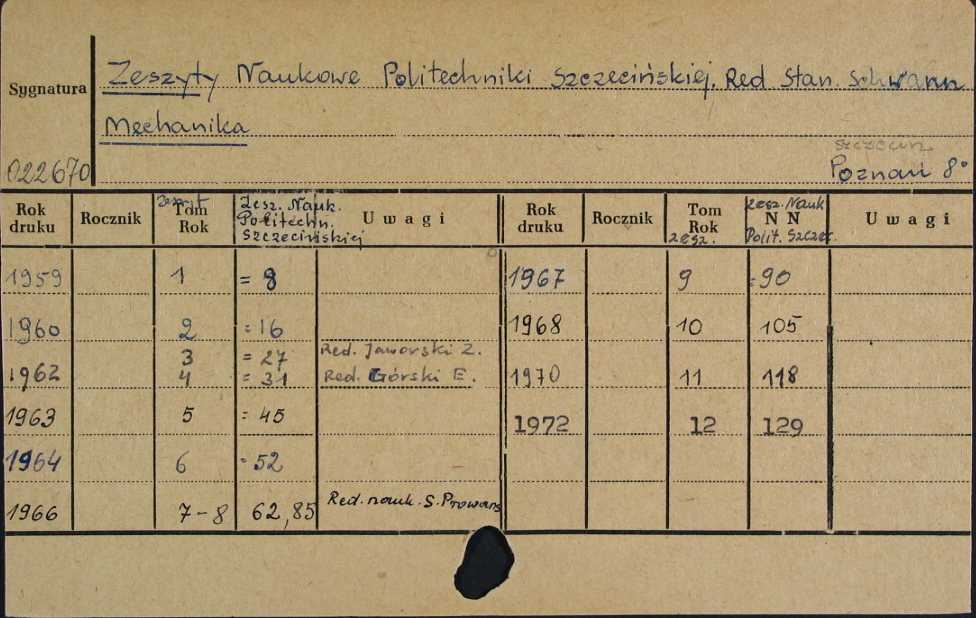 Zeszyty Naukowe Politechniki Szczecińskiej. Red Stan. Schwann
Sygnatura
Mechanika
Szczecin
022670 Poznań 8°
Rok druku Rocznik Zeszyt Tom Rok Zesz. Nauk. Politechn. Szczecińskiej Uwagi Rok druku Rocznik Tom Rok zesz. Zesz. Nauk N N Polit. Szczec. Uwagi
1959 1 = 8 1967 9 = 90
1960 2 = 16 1968 10 105
3 = 27 Red. Jaworski Z.
1962 4 = 31 Red. Górski E. 1970 11 118
1963 5 = 45 1972 12 129
1964 6 = 52
1966 7-8 62,85 Red. nauk. S. Prowans